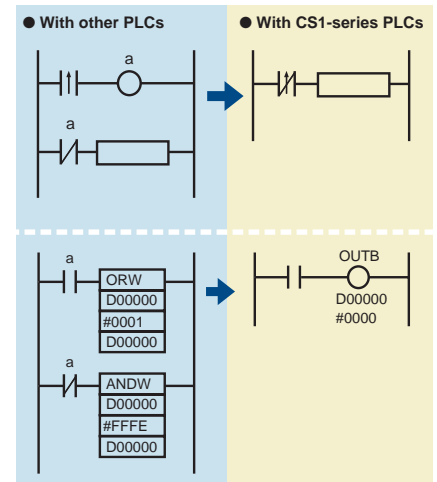 ● With other PLCs
● With CS1-series PLCs
a
a
a
ORW
D00000
#0001
D00000
a
ANDW
D00000
#FFFE
D00000
OUTB
D00000
#0000